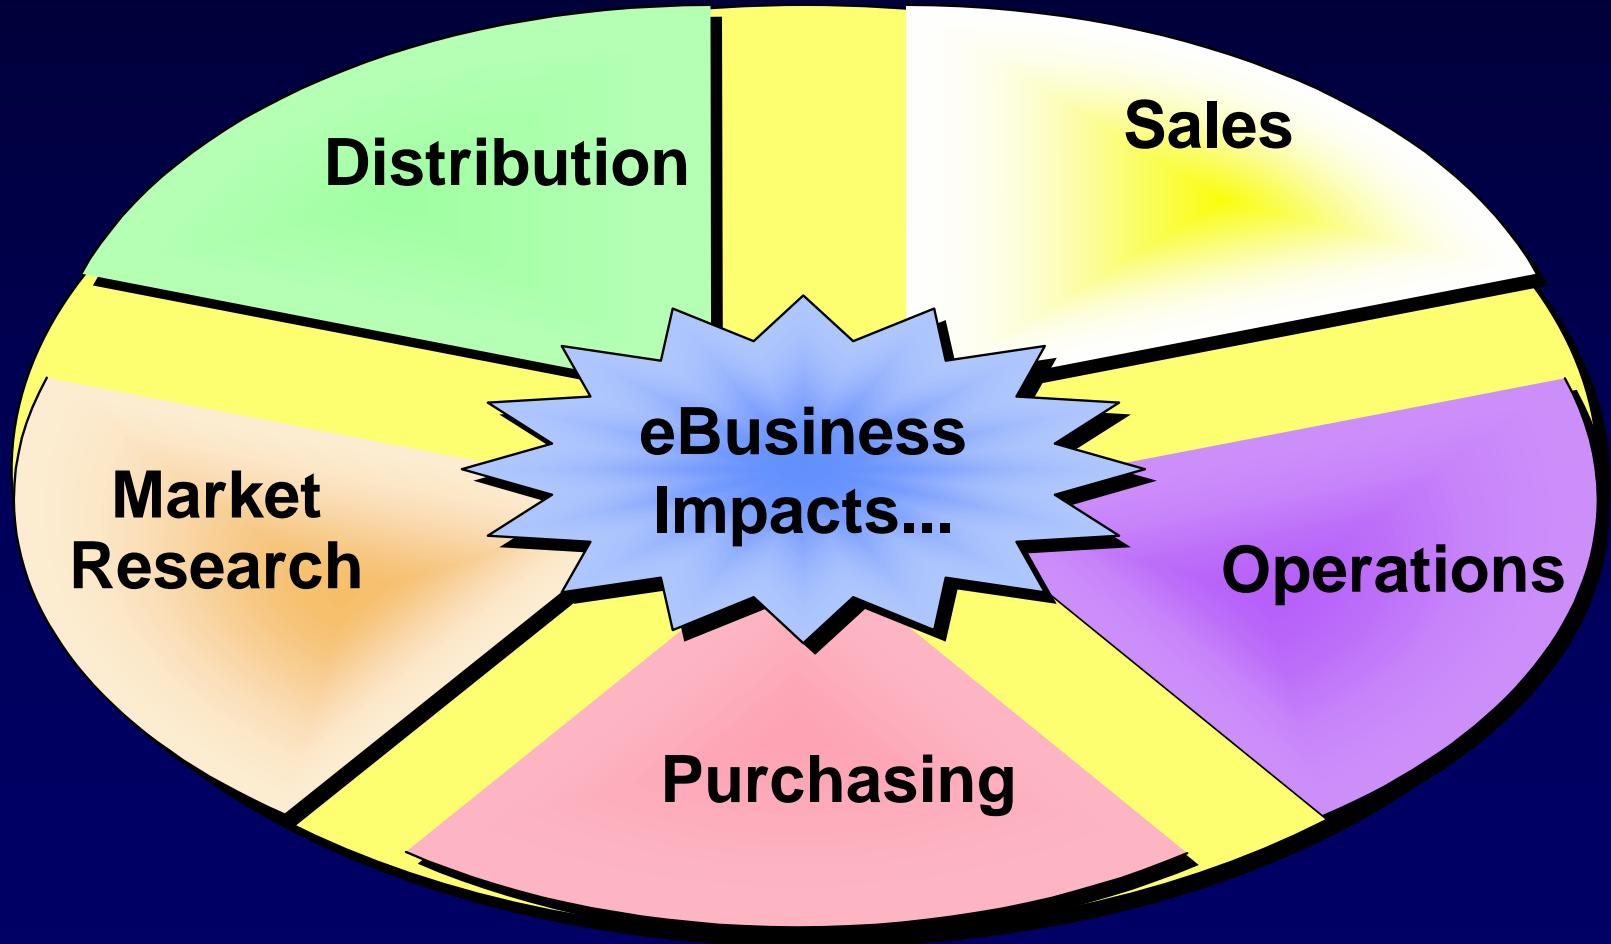 Distribution
Sales
eBusiness
Impacts...
Market
Research
Operations
Purchasing